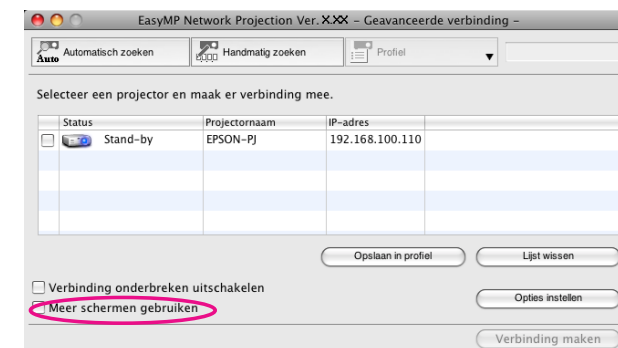 EasyMP Network Projection Ver. X.XX – Geavanceerde verbinding –
Auto Automatisch zoeken Handmatig zoeken Profiel
Selecteer een projector en maak er verbinding mee.
Status Projectornaam IP-adres
Stand-by EPSON-PJ 192.168.100.110
Opslaan in profiel Lijst wissen
Verbinding onderbreken uitschakelen
Meer schermen gebruiken Opties instellen
Verbinding maken